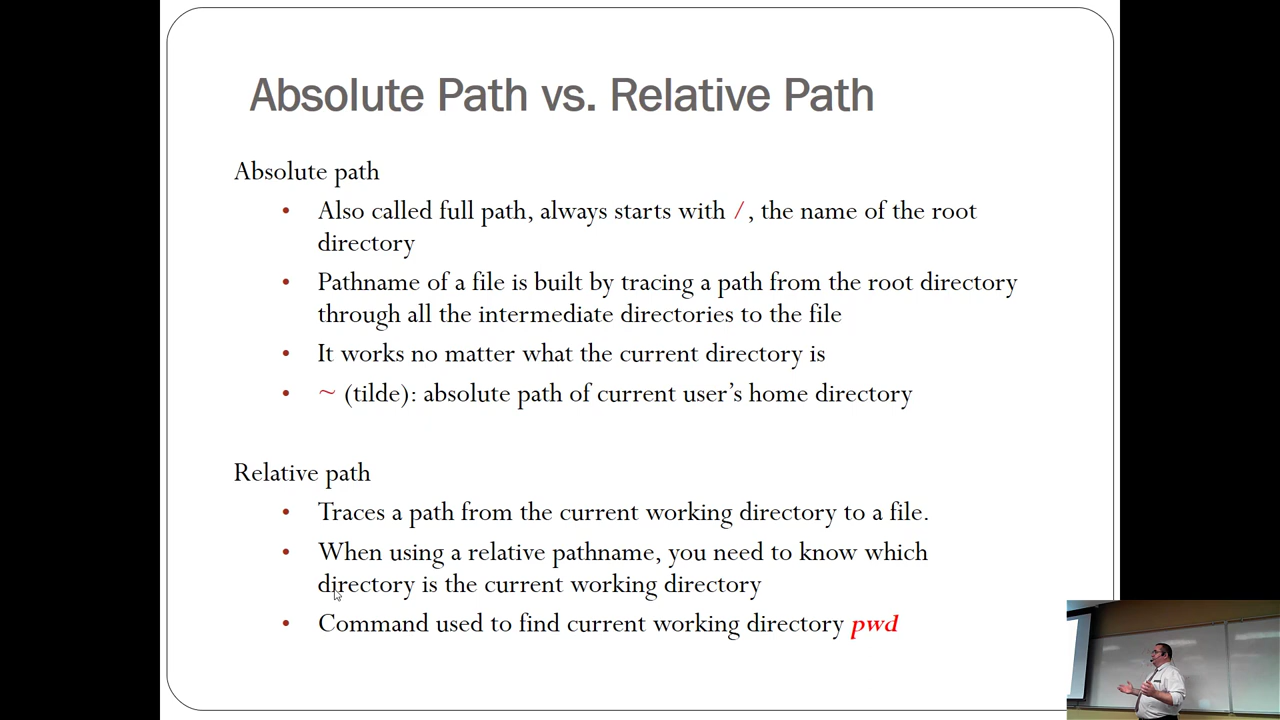 Absolute Path vs. Relative Path
Absolute path
• Also called full path, always starts with /, the name of the root
directory
• Pathname of a file is built by tracing a path from the root directory
through all the intermediate directories to the file
• It works no matter what the current directory is
• ~ (tilde): absolute path of current user's home directory
Relative path
• Traces a path from the current working directory to a file.
• When using a relative pathname, you need to know which
directory is the current working directory
• Command used to find current working directory pwd